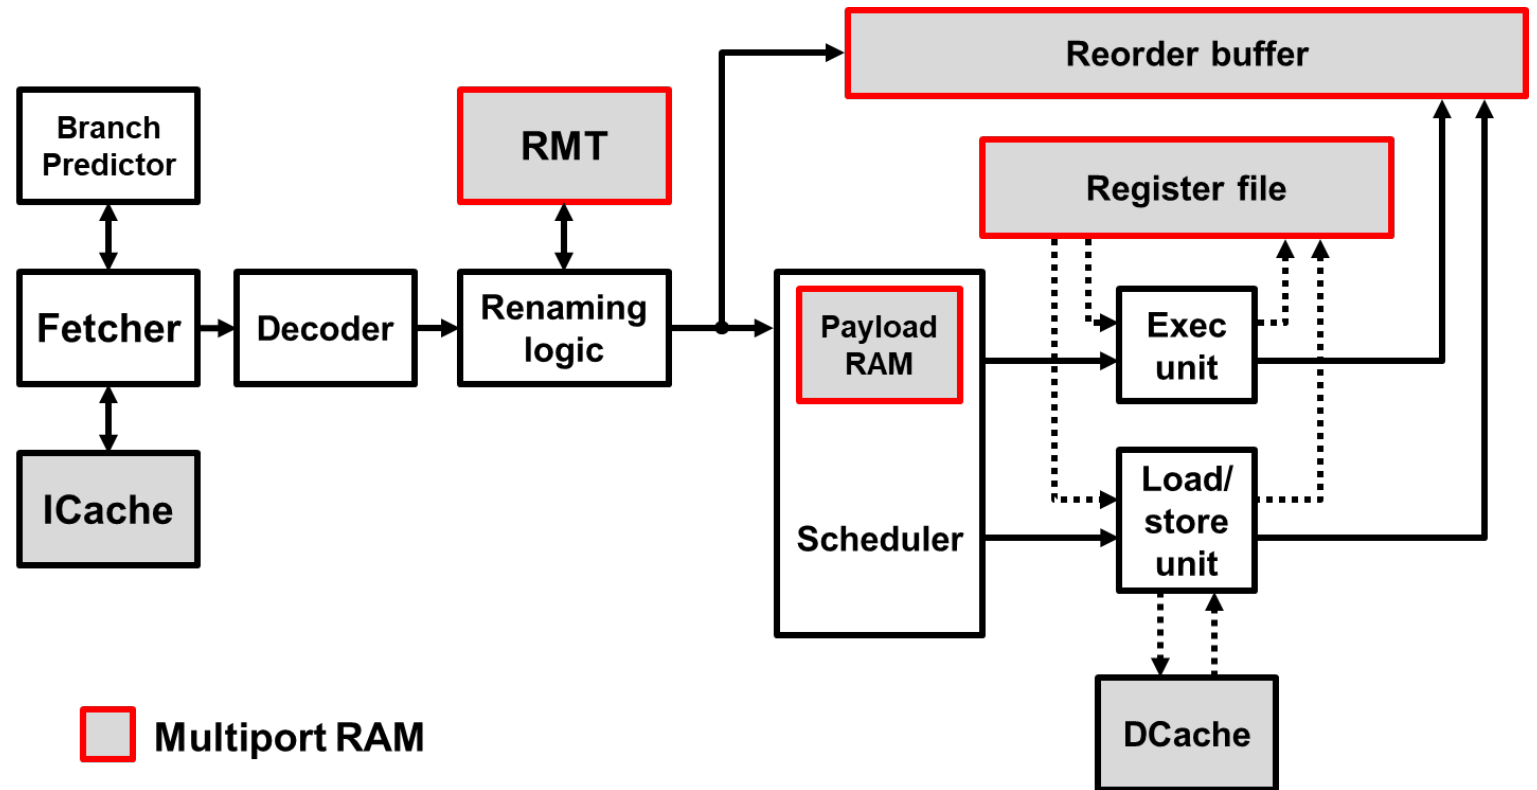 Reorder buffer
Branch
Predictor
RMT
Register file
Fetcher
Decoder
Renaming
logic
Payload
RAM
Exec
unit
ICache
Scheduler
Load/
store
unit
DCache
Multiport RAM